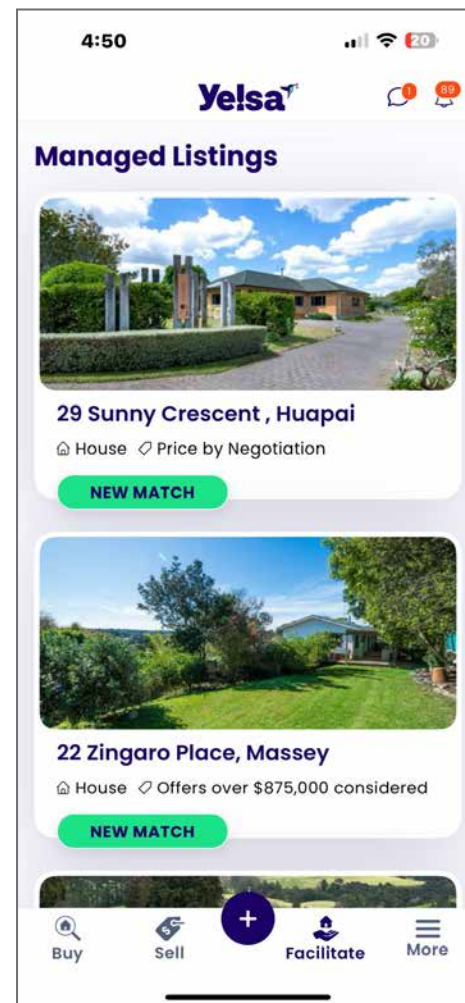 4:50
20
Yelsa
1
89
Managed Listings
29 Sunny Crescent , Huapai
House Price by Negotiation
NEW MATCH
22 Zingaro Place, Massey
House Offers over $875,000 considered
NEW MATCH
+
Buy Sell Facilitate More